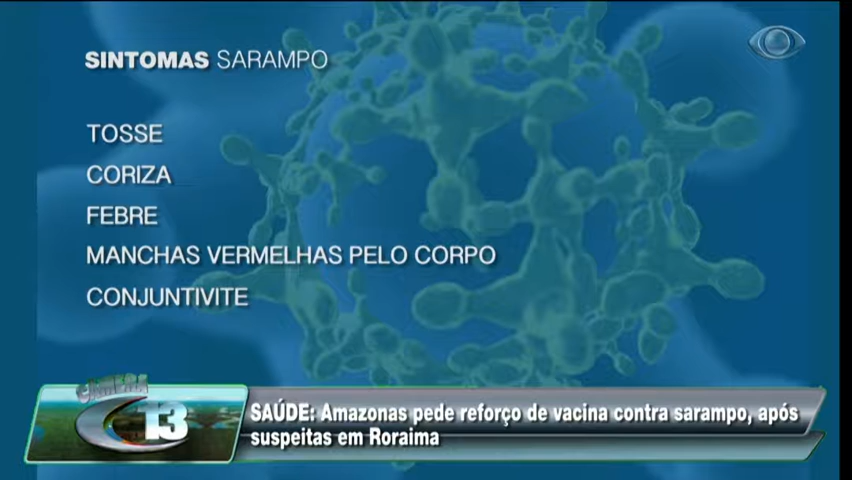 SINTOMAS SARAMPO
TOSSE
CORIZA
FEBRE
MANCHAS VERMELHAS PELO CORPO
CONJUNTIVITE
CÂMERA
13
SAÚDE: Amazonas pede reforço de vacina contra sarampo, após
suspeitas em Roraima